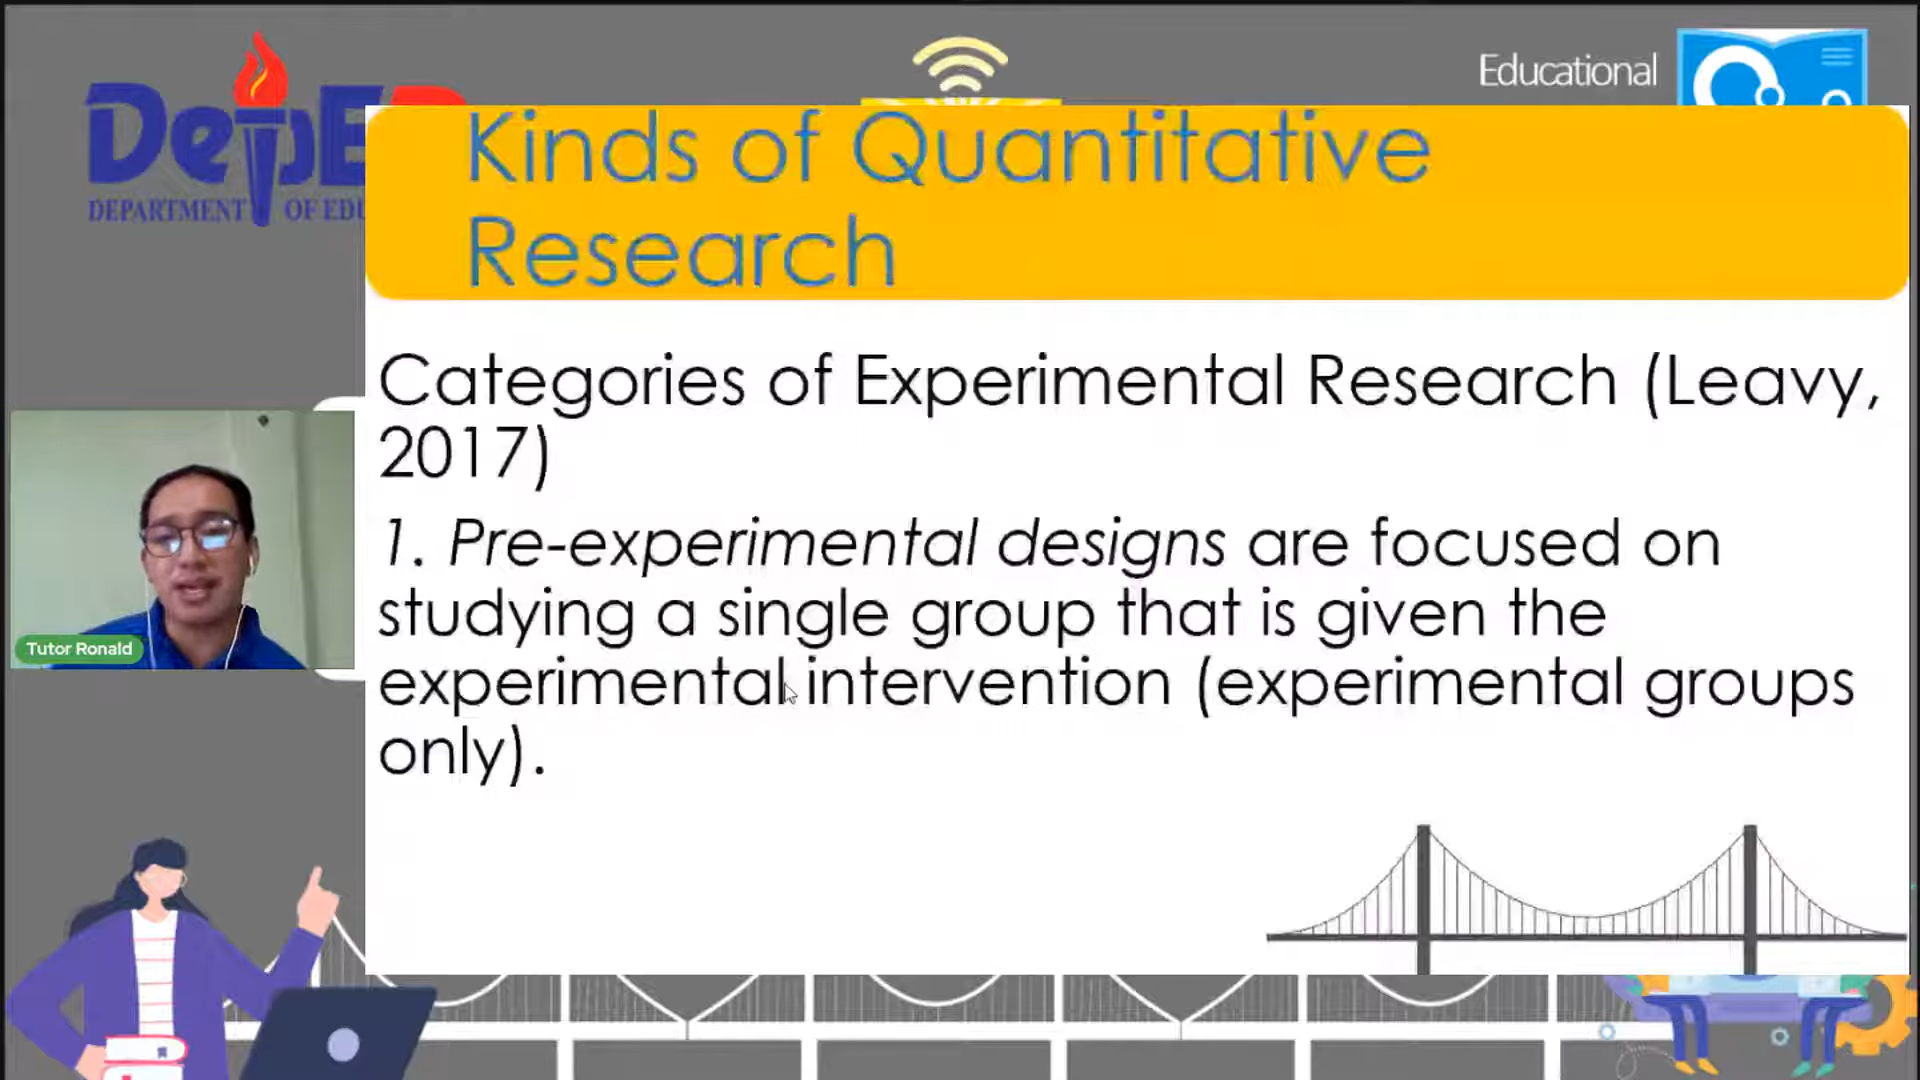 DepE
DEPARTMENT OF EDU
Educational
Kinds of Quantitative
Research
Categories of Experimental Research (Leavy,
2017)
1. Pre-experimental designs are focused on
studying a single group that is given the
experimental intervention (experimental groups
only).
Tutor Ronald